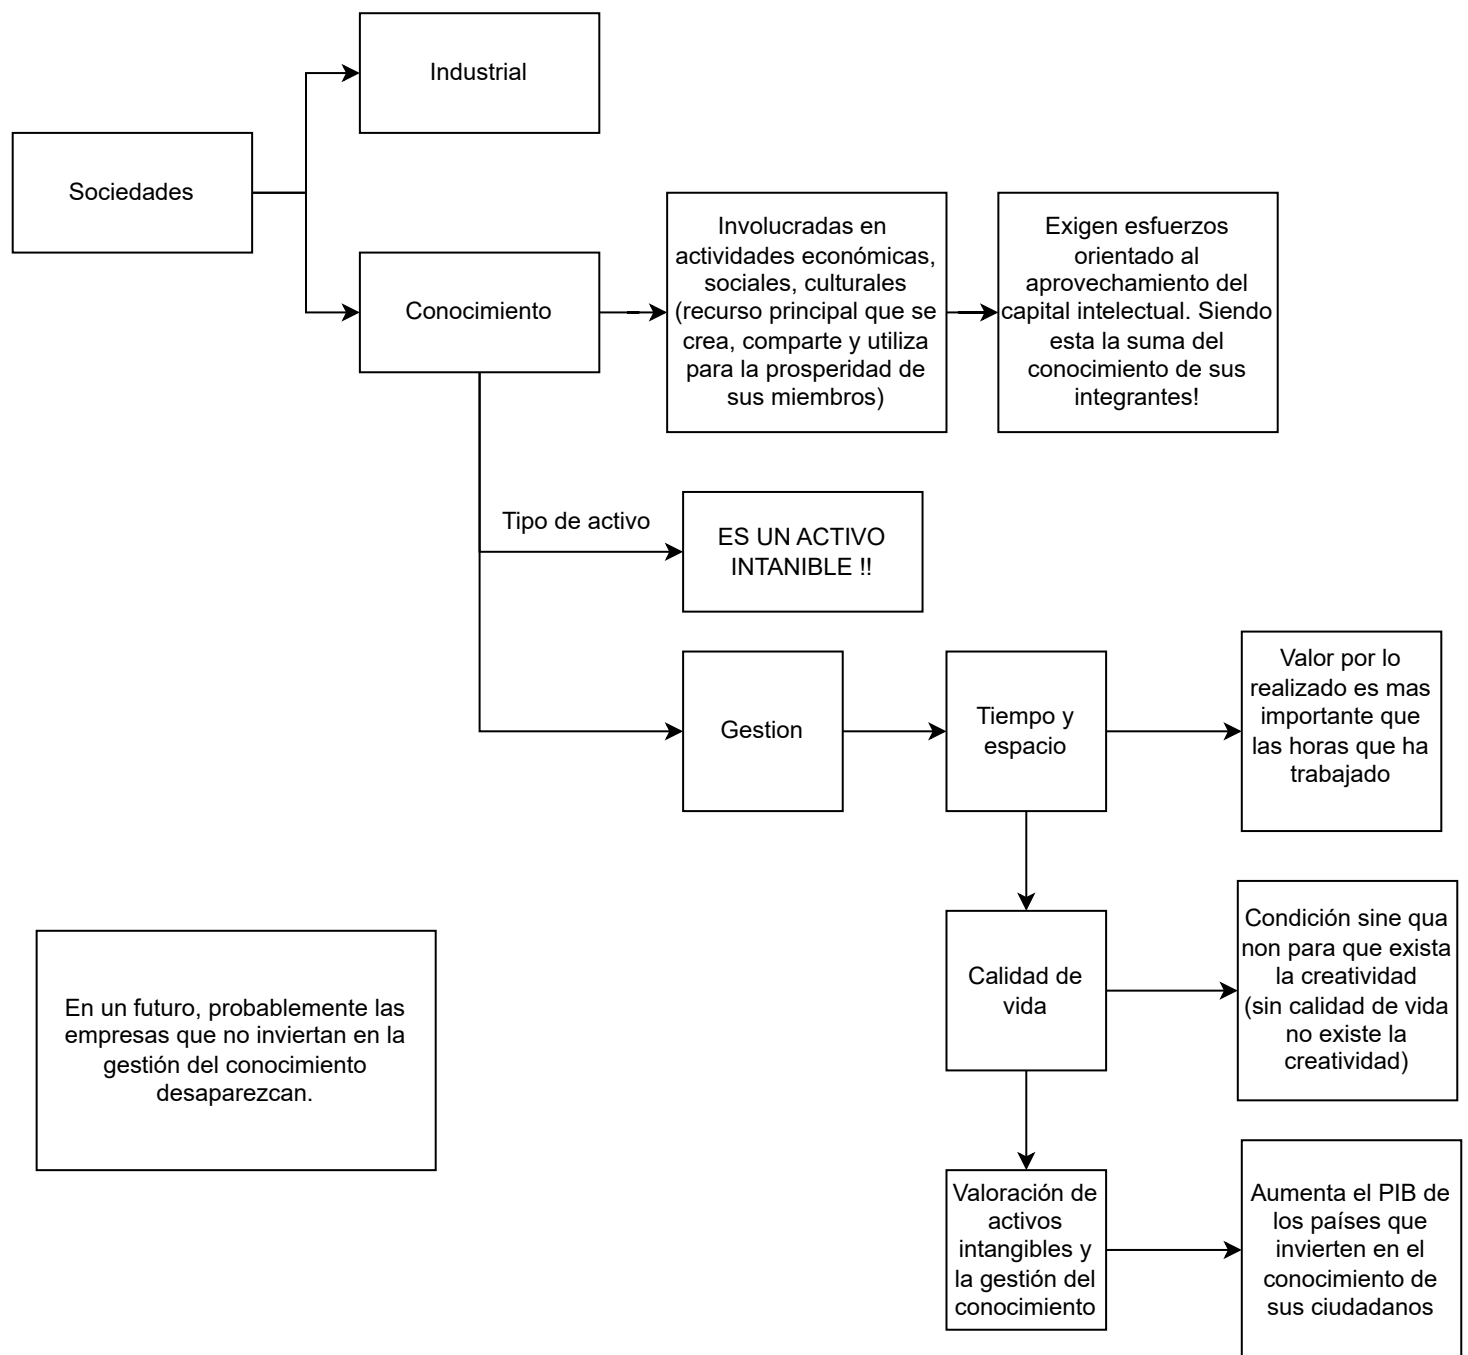 Industrial
Sociedades
Conocimiento
Involucradas en
actividades económicas,
sociales, culturales
(recurso principal que se
crea, comparte y utiliza
para la prosperidad de
sus miembros)
Exigen esfuerzos
orientado al
aprovechamiento del
capital intelectual. Siendo
esta la suma del
conocimiento de sus
integrantes!
Tipo de activo
ES UN ACTIVO
INTANIBLE !!
Gestion
Tiempo y
espacio
Valor por lo
realizado es mas
importante que
las horas que ha
trabajado
Calidad de
vida
Condición sine qua
non para que exista
la creatividad
(sin calidad de vida
no existe la
creatividad)
En un futuro, probablemente las
empresas que no inviertan en la
gestión del conocimiento
desaparezcan.
Valoración de
activos
intangibles y
la gestión del
conocimiento
Aumenta el PIB de
los países que
invierten en el
conocimiento de
sus ciudadanos